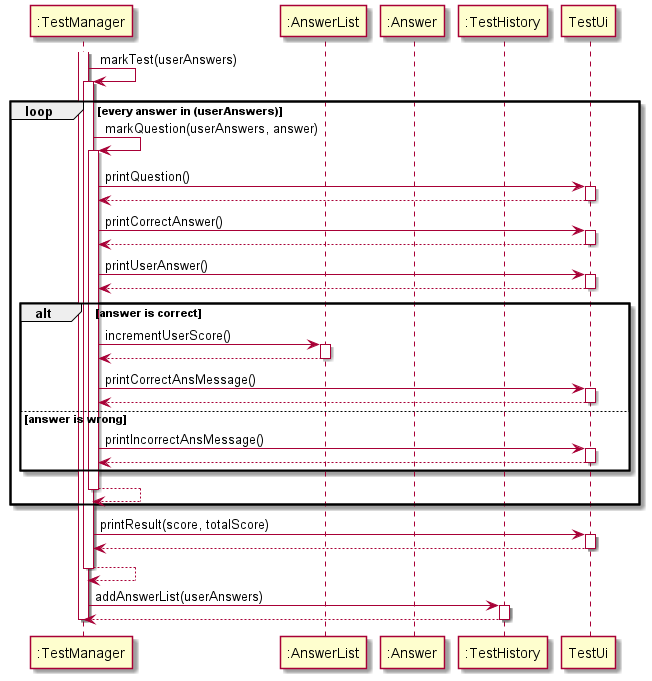 :TestManager :AnswerList :Answer :TestHistory TestUi
markTest(userAnswers)
loop [every answer in (userAnswers)]
markQuestion(userAnswers, answer)
printQuestion()
printCorrectAnswer()
printUserAnswer()
alt [answer is correct]
incrementUserScore()
printCorrectAnsMessage()
[answer is wrong]
printIncorrectAnsMessage()
printResult(score, totalScore)
addAnswerList(userAnswers)
:TestManager :AnswerList :Answer :TestHistory TestUi